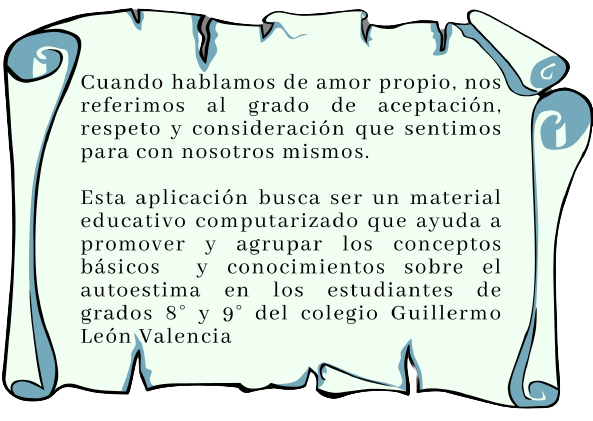 Cuando hablamos de amor propio, nos
referimos al grado de aceptación,
respeto y consideración que sentimos
para con nosotros mismos.
Esta aplicación busca ser un material
educativo computarizado que ayuda a
promover y agrupar los conceptos
básicos y conocimientos sobre el
autoestima en los estudiantes de
grados 8° y 9° del colegio Guillermo
León Valencia